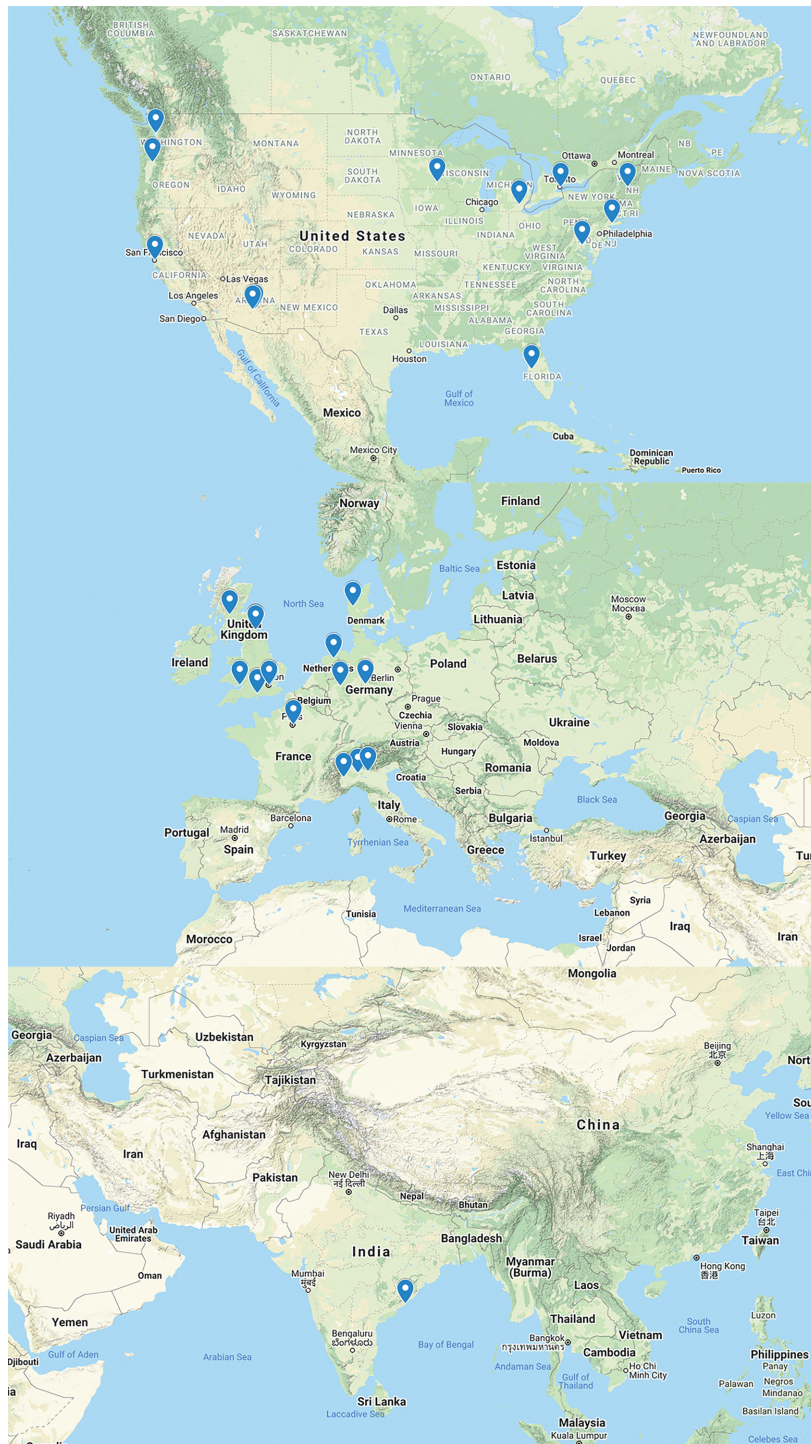 BRITISH
COLUMBIA
SASKATCHEWAN
NEWFOUNDLAND
AND LABRADOR
ONTARIO
QUEBEC
NORTH
DAKOTA
MONTANA
MINNESOTA
Ottawa
Montreal
NB
PE
MAINE
NOVA SCOTIA
OREGON
IDAHO
SOUTH
DAKOTA
WYOMING
Chicago
IOWA
NEW YORK
NH
MA
CT RI
NEBRASKA
ILLINOIS
INDIANA
OHIO
Philadelphia
DE NJ
NEVADA
UTAH
United States
COLORADO
KANSAS
MISSOURI
WEST
VIRGINIA
KENTUCKY
VIRGINIA
CALIFORNIA
Las Vegas
OKLAHOMA
TENNESSEE
NORTH
CAROLINA
Los Angeles
NEW MEXICO
ARKANSAS
MISSISSIPPI
SOUTH
CAROLINA
San Diego
Dallas
ALABAMA
TEXAS
GEORGIA
LOUISIANA
Houston
Gulf of California
FLORIDA
Gulf of
Mexico
Mexico
Cuba
Mexico City
Dominican
Republic
Puerto Rico
Norway
Finland
Baltic Sea
Estonia
Latvia
Moscow
Москва
North Sea
Denmark
Lithuania
United
Kingdom
Ireland
Poland
Belarus
Berlin
Germany
Belgium
Prague
Czechia
Vienna
Slovakia
Ukraine
Austria
Moldova
Hungary
France
Romania
Croatia
Serbia
Black Sea
Italy
Georgia
Caspian Sea
Portugal
Madrid
Barcelona
Rome
Bulgaria
İstanbul
Azerbaijan
Spain
Tyrrhenian Sea
Greece
Turkey
Tunisia
Mediterranean Sea
Syria
Lebanon
Iraq
Morocco
Israel
Jordan
Iran
Mongolia
Georgia
Caspian Sea
Uzbekistan
Kyrgyzstan
Beijing
北京
Azerbaijan
Turkmenistan
Tajikistan
China
Yellow Sea
Iraq
Iran
Afghanistan
Shanghai
上海
Pakistan
New Delhi
नई दिल्ली
Nepal
Bhutan
Persian Gulf
Riyadh
الرياض
Saudi Arabia
United Arab
Emirates
Bangladesh
Taipei
台北
Taiwan
India
Oman
Mumbai
मुंबई
Myanmar
(Burma)
Hong Kong
香港
Laos
Yemen
Luzon
Thailand
South
China Sea
Bengaluru
ಬೆಂಗಳೂರು
Bay of Bengal
Bangkok
กรุงเทพมหานคร
Vietnam
Djibouti
Gulf of Aden
Arabian Sea
Andaman Sea
Cambodia
Philippines
Gulf of
Thailand
Ho Chi
Minh City
Panay
Palawan
Negros
Mindanao
Sri Lanka
Laccadive Sea
Basilan Island
Malaysia
Kuala Lumpur
Celebes Sea